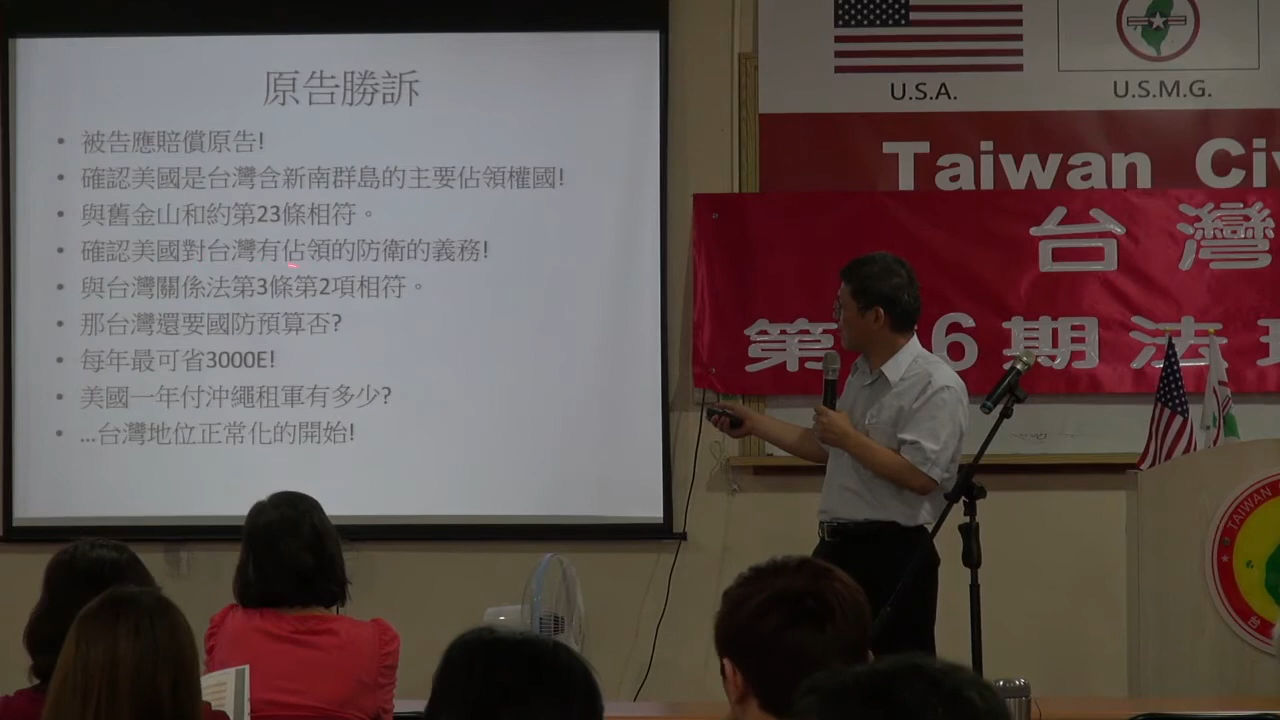 原告勝訴
• 被告應賠償原告!
• 確認美國是台灣含新南群島的主要佔領權國!
• 與舊金山和約第23條相符。
• 確認美國對台灣有佔領的防衛的義務!
• 與台灣關係法第3條第2項相符。
• 那台灣還要國防預算否?
• 每年最可省3000E!
• 美國一年付沖繩租軍有多少?
• ...台灣地位正常化的開始!
U.S.A.
U.S.M.G.
Taiwan Civ
台灣
第 6期法理
TAIWAN
台